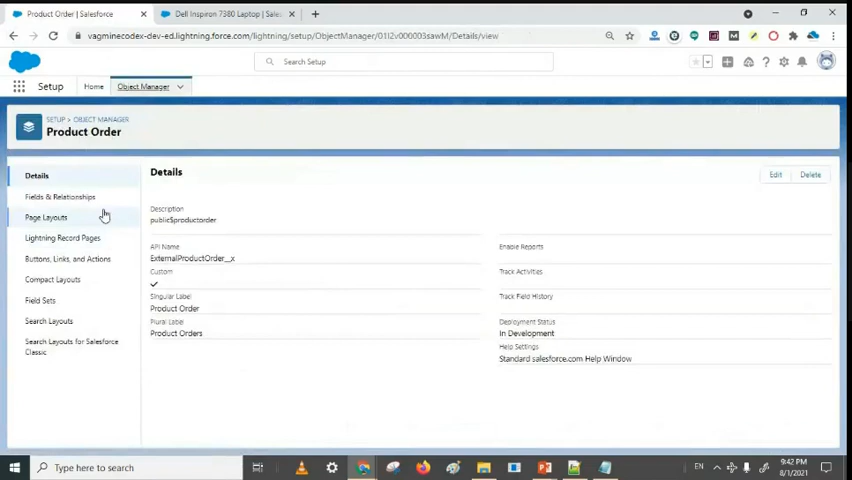 Product Order | Salesforce
Dell Inspiron 7380 Laptop | Sales
vagminecodex-dev-ed.lightning.force.com/lightning/setup/ObjectManager/01I2v000003sawM/Details/view
Search Setup
Setup
Home
Object Manager
SETUP > OBJECT MANAGER
Product Order
Details
Fields & Relationships
Page Layouts
Lightning Record Pages
Buttons, Links, and Actions
Compact Layouts
Field Sets
Search Layouts
Search Layouts for Salesforce
Classic
Details
Edit
Delete
Description
public$productorder
API Name
ExternalProductOrder__x
Custom
Singular Label
Product Order
Plural Label
Product Orders
Enable Reports
Track Activities
Track Field History
Deployment Status
In Development
Help Settings
Standard salesforce.com Help Window
Type here to search
EN
9:42 PM
8/1/2021